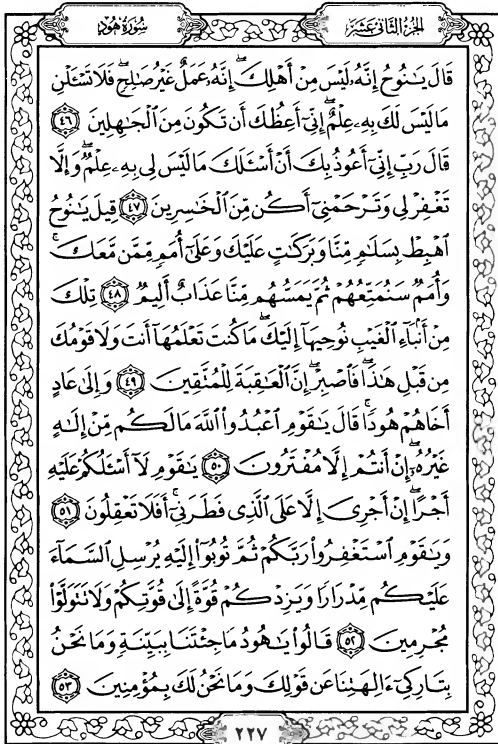 الجزء الثاني عشر
سورة هود
قَالَ يَٰنُوحُ إِنَّهُۥ لَيْسَ مِنْ أَهْلِكَ ۖ إِنَّهُۥ عَمَلٌ غَيْرُ صَٰلِحٍ ۖ فَلَا تَسْـَٔلْنِ
مَا لَيْسَ لَكَ بِهِۦ عِلْمٌ ۖ إِنِّىٓ أَعِظُكَ أَن تَكُونَ مِنَ ٱلْجَٰهِلِينَ ٤٦
قَالَ رَبِّ إِنِّىٓ أَعُوذُ بِكَ أَنْ أَسْـَٔلَكَ مَا لَيْسَ لِى بِهِۦ عِلْمٌ ۖ وَإِلَّا
تَغْفِرْ لِى وَتَرْحَمْنِىٓ أَكُن مِّنَ ٱلْخَٰسِرِينَ ٤٧ قِيلَ يَٰنُوحُ
ٱهْبِطْ بِسَلَٰمٍ مِّنَّا وَبَرَكَٰتٍ عَلَيْكَ وَعَلَىٰٓ أُمَمٍ مِّمَّن مَّعَكَ ۚ
وَأُمَمٌ سَنُمَتِّعُهُمْ ثُمَّ يَمَسُّهُم مِّنَّا عَذَابٌ أَلِيمٌ ٤٨ تِلْكَ
مِنْ أَنۢبَآءِ ٱلْغَيْبِ نُوحِيهَآ إِلَيْكَ ۖ مَا كُنتَ تَعْلَمُهَآ أَنتَ وَلَا قَوْمُكَ
مِن قَبْلِ هَٰذَا ۖ فَٱصْبِرْ ۖ إِنَّ ٱلْعَٰقِبَةَ لِلْمُتَّقِينَ ٤٩ وَإِلَىٰ عَادٍ
أَخَاهُمْ هُودًا ۚ قَالَ يَٰقَوْمِ ٱعْبُدُوا۟ ٱللَّهَ مَا لَكُم مِّنْ إِلَٰهٍ
غَيْرُهُۥٓ ۖ إِنْ أَنتُمْ إِلَّا مُفْتَرُونَ ٥٠ يَٰقَوْمِ لَآ أَسْـَٔلُكُمْ عَلَيْهِ
أَجْرًا ۖ إِنْ أَجْرِىَ إِلَّا عَلَى ٱلَّذِى فَطَرَنِىٓ ۚ أَفَلَا تَعْقِلُونَ ٥١
وَيَٰقَوْمِ ٱسْتَغْفِرُوا۟ رَبَّكُمْ ثُمَّ تُوبُوٓا۟ إِلَيْهِ يُرْسِلِ ٱلسَّمَآءَ
عَلَيْكُم مِّدْرَارًا وَيَزِدْكُمْ قُوَّةً إِلَىٰ قُوَّتِكُمْ وَلَا تَتَوَلَّوْا۟
مُجْرِمِينَ ٥٢ قَالُوا۟ يَٰهُودُ مَا جِئْتَنَا بِبَيِّنَةٍ وَمَا نَحْنُ
بِتَارِكِىٓ ءَالِهَتِنَا عَن قَوْلِكَ وَمَا نَحْنُ لَكَ بِمُؤْمِنِينَ ٥٣
٢٢٧